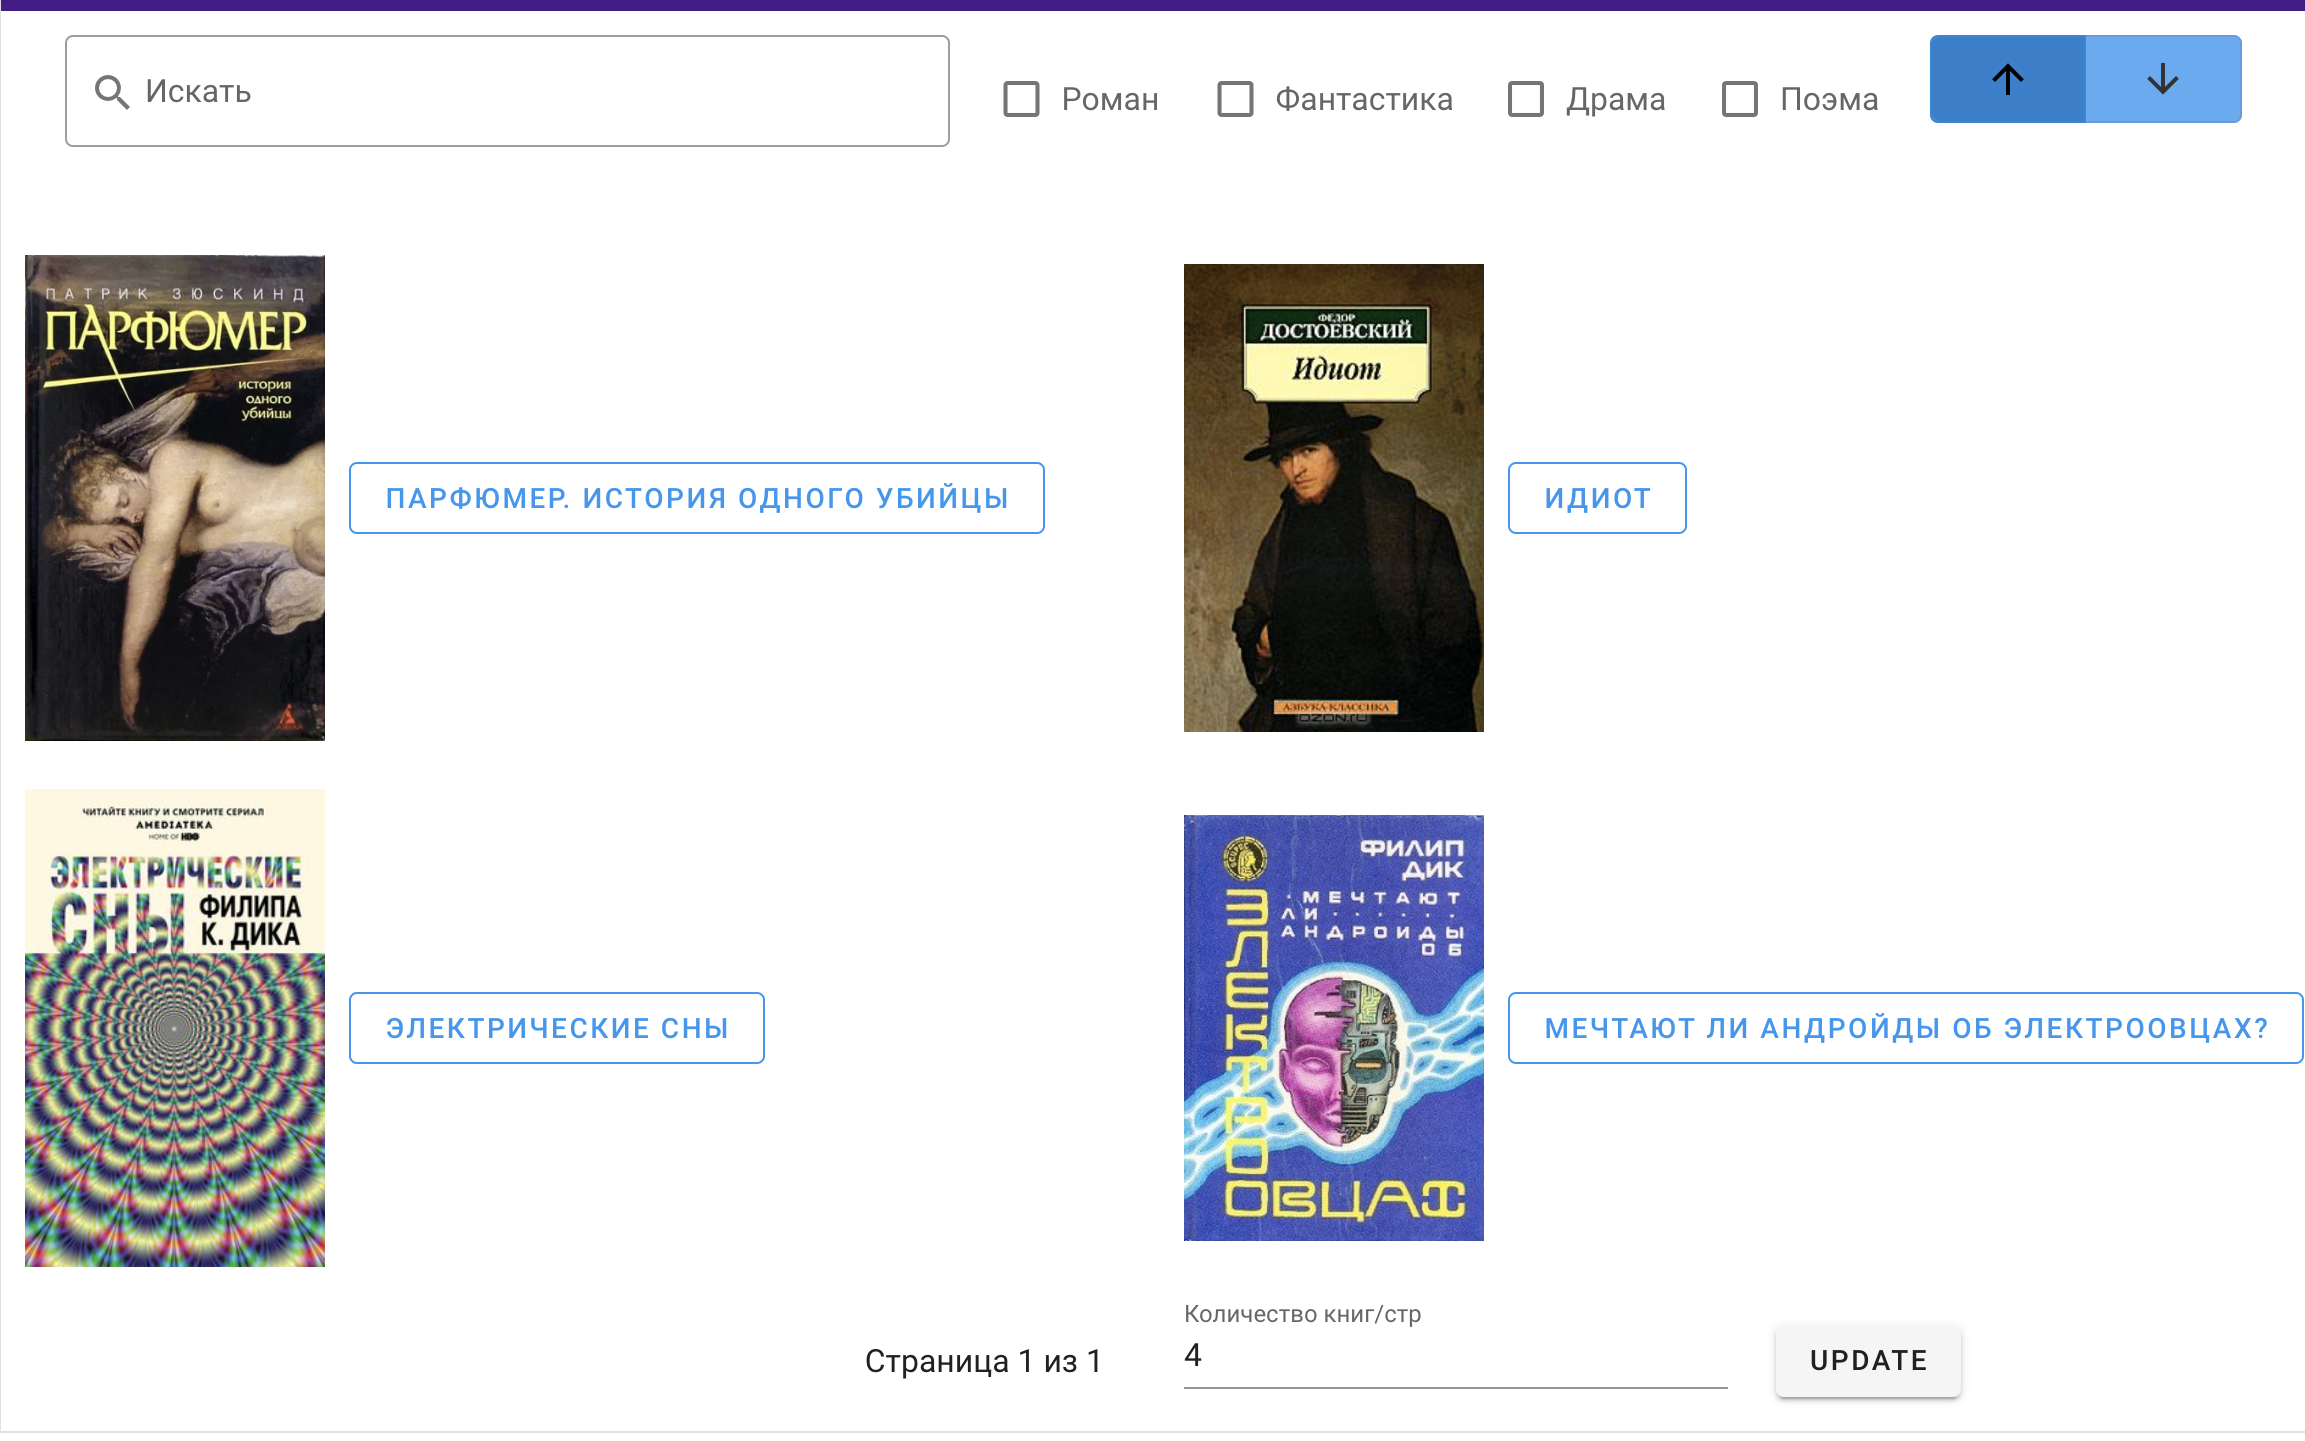 Искать
Роман
Фантастика
Драма
Поэма
ПАТРИК ЗЮСКИНД
ПАРФЮМЕР
история
одного
убийцы
ПАРФЮМЕР. ИСТОРИЯ ОДНОГО УБИЙЦЫ
ФЕДОР
ДОСТОЕВСКИЙ
Идиот
АЗБУКА-КЛАССИКА
OZON.RU
ИДИОТ
ЧИТАЙТЕ КНИГУ И СМОТРИТЕ СЕРИАЛ
AMEDIATEKA
HOME OF HBO
ЭЛЕКТРИЧЕСКИЕ
СНЫ
ФИЛИПА
К. ДИКА
ЭЛЕКТРИЧЕСКИЕ СНЫ
ФИЛИП
ДИК
МЕЧТАЮТ
ЛИ
АНДРОИДЫ
ОБ
ЭЛЕКТРО
ОВЦАХ
МЕЧТАЮТ ЛИ АНДРОЙДЫ ОБ ЭЛЕКТРООВЦАХ?
Страница 1 из 1
Количество книг/стр
4
UPDATE